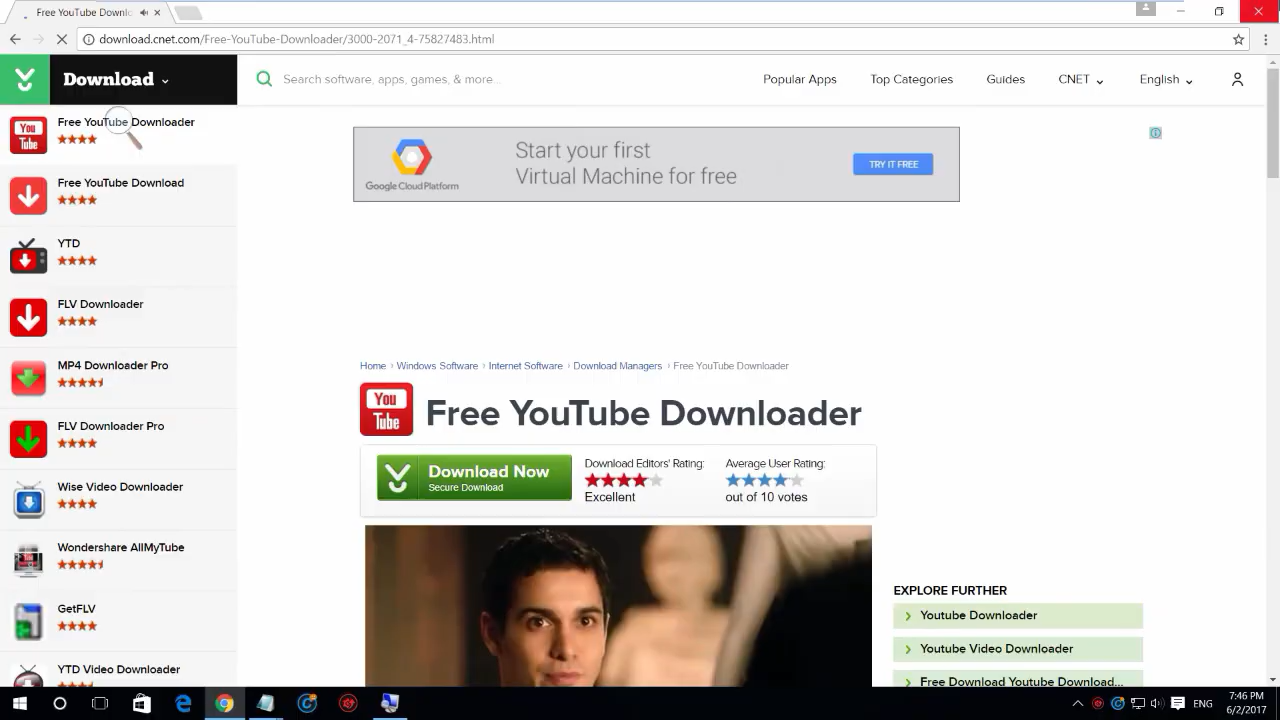 Free YouTube Downlo
download.cnet.com/Free-YouTube-Downloader/3000-2071_4-75827483.html
Download
Search software, apps, games, & more...
Popular Apps
Top Categories
Guides
CNET
English
You
Tube
Free YouTube Downloader
Free YouTube Download
YTD
FLV Downloader
MP4 Downloader Pro
FLV Downloader Pro
Wise Video Downloader
Wondershare AllMyTube
GetFLV
YTD Video Downloader
Google Cloud Platform
Start your first
Virtual Machine for free
TRY IT FREE
Home › Windows Software › Internet Software › Download Managers › Free YouTube Downloader
You
Tube
Free YouTube Downloader
Download Now
Secure Download
Download Editors' Rating:
Excellent
Average User Rating:
out of 10 votes
EXPLORE FURTHER
Youtube Downloader
Youtube Video Downloader
Free Download Youtube Download...
ENG
7:46 PM
6/2/2017